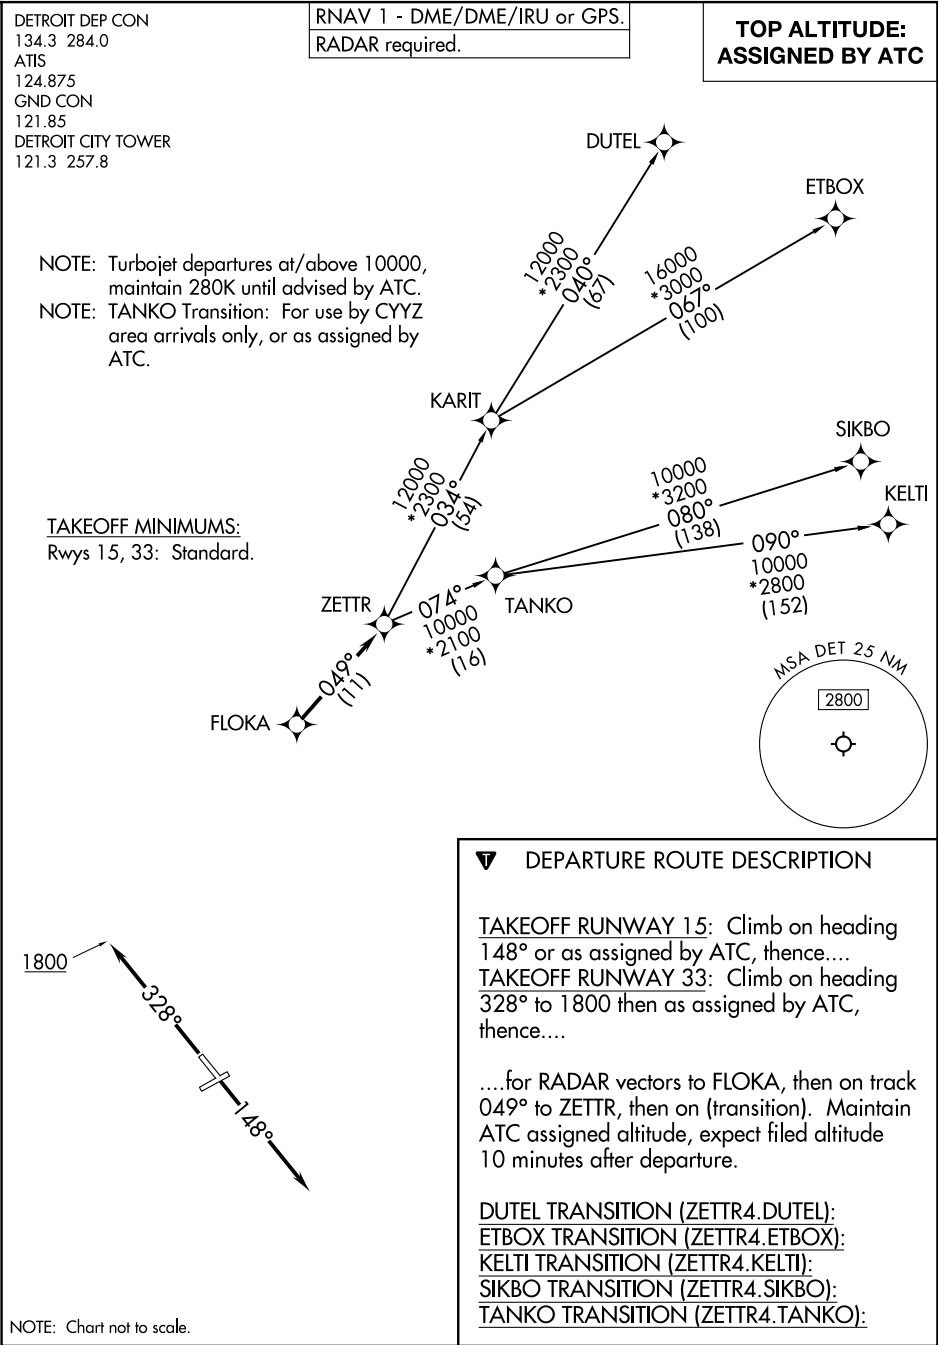 DETROIT DEP CON
134.3 284.0
ATIS
124.875
GND CON
121.85
DETROIT CITY TOWER
121.3 257.8
RNAV 1 - DME/DME/IRU or GPS.
RADAR required.
TOP ALTITUDE:
ASSIGNED BY ATC
NOTE: Turbojet departures at/above 10000,
maintain 280K until advised by ATC.
NOTE: TANKO Transition: For use by CYYZ
area arrivals only, or as assigned by
ATC.
TAKEOFF MINIMUMS:
Rwys 15, 33: Standard.
DUTEL
ETBOX
12000
*2300
040°
(67)
16000
*3000
067°
(100)
KARIT
SIKBO
KELTI
12000
*2300
034°
(54)
10000
*3200
080°
(138)
090°
10000
*2800
(152)
ZETTR
074°
10000
*2100
(16)
TANKO
049°
(11)
FLOKA
MSA DET 25 NM
2800
1800
328°
148°
NOTE: Chart not to scale.
T DEPARTURE ROUTE DESCRIPTION
TAKEOFF RUNWAY 15: Climb on heading
148° or as assigned by ATC, thence....
TAKEOFF RUNWAY 33: Climb on heading
328° to 1800 then as assigned by ATC,
thence....
....for RADAR vectors to FLOKA, then on track
049° to ZETTR, then on (transition). Maintain
ATC assigned altitude, expect filed altitude
10 minutes after departure.
DUTEL TRANSITION (ZETTR4.DUTEL):
ETBOX TRANSITION (ZETTR4.ETBOX):
KELTI TRANSITION (ZETTR4.KELTI):
SIKBO TRANSITION (ZETTR4.SIKBO):
TANKO TRANSITION (ZETTR4.TANKO):